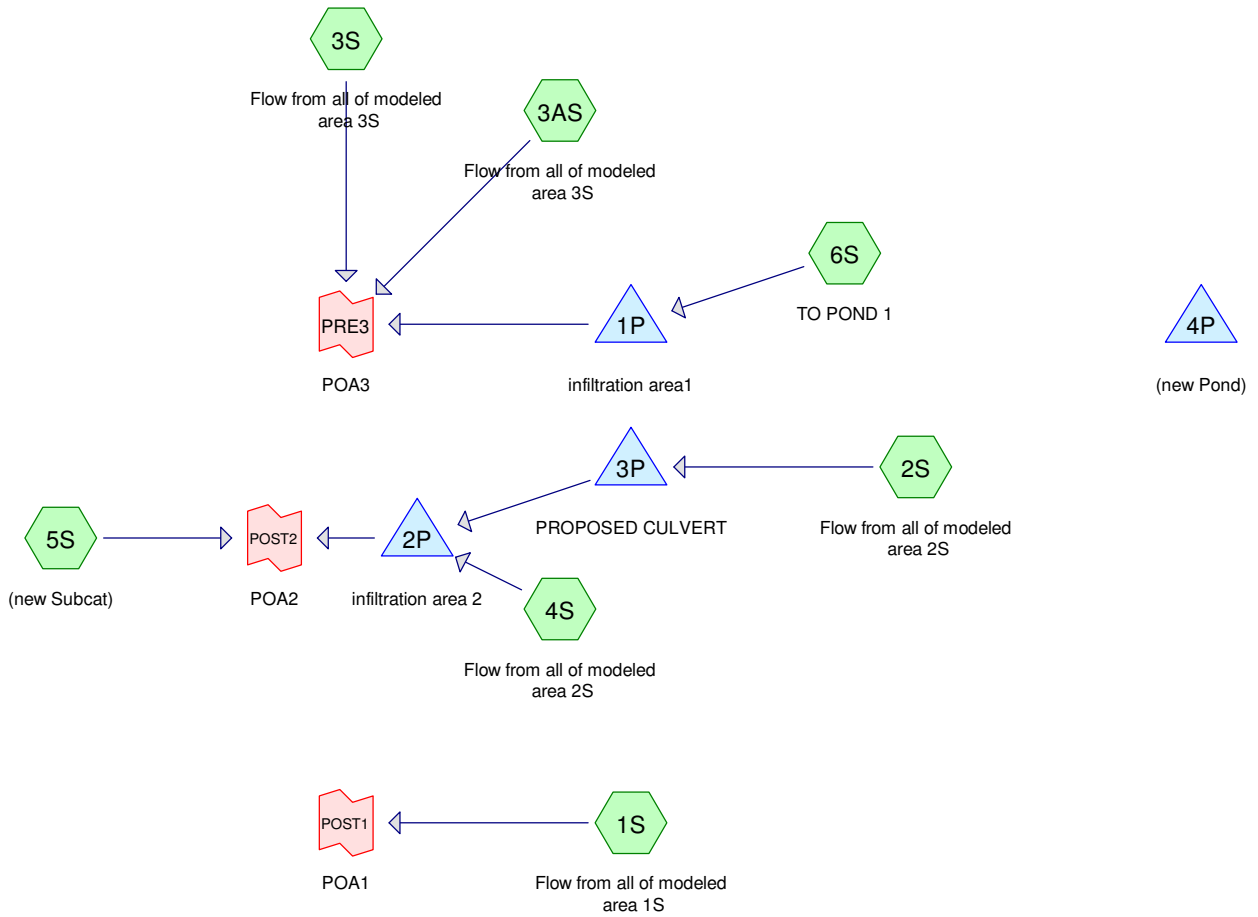 3S
Flow from all of modeled
area 3S
3AS
Flow from all of modeled
area 3S
6S
TO POND 1
PRE3
POA3
1P
infiltration area1
4P
(new Pond)
3P
PROPOSED CULVERT
2S
Flow from all of modeled
area 2S
5S
(new Subcat)
POST2
POA2
2P
infiltration area 2
4S
Flow from all of modeled
area 2S
POST1
POA1
1S
Flow from all of modeled
area 1S